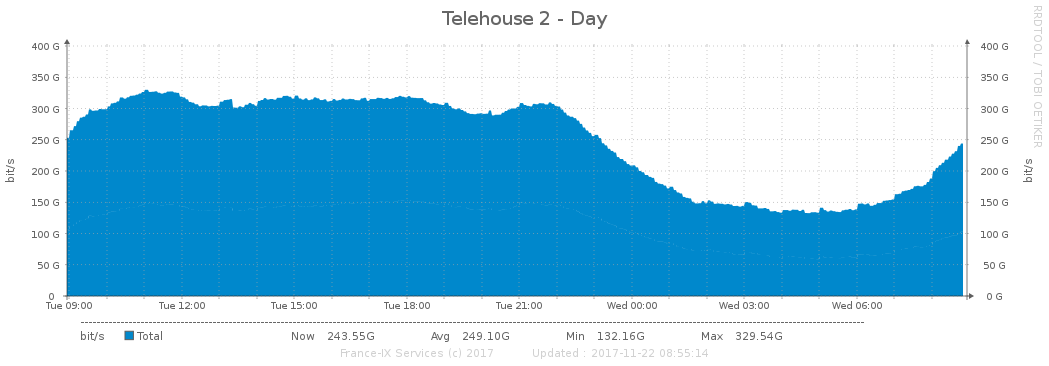 Telehouse 2 - Day
RRDTOOL / TOBI OETIKER
400 G 400 G
350 G 350 G
300 G 300 G
250 G 250 G
200 G 200 G
150 G 150 G
100 G 100 G
50 G 50 G
0 0 G
bit/s bit/s
Tue 09:00 Tue 12:00 Tue 15:00 Tue 18:00 Tue 21:00 Wed 00:00 Wed 03:00 Wed 06:00
bit/s Total Now 243.55G Avg 249.10G Min 132.16G Max 329.54G
France-IX Services (c) 2017 Updated : 2017-11-22 08:55:14